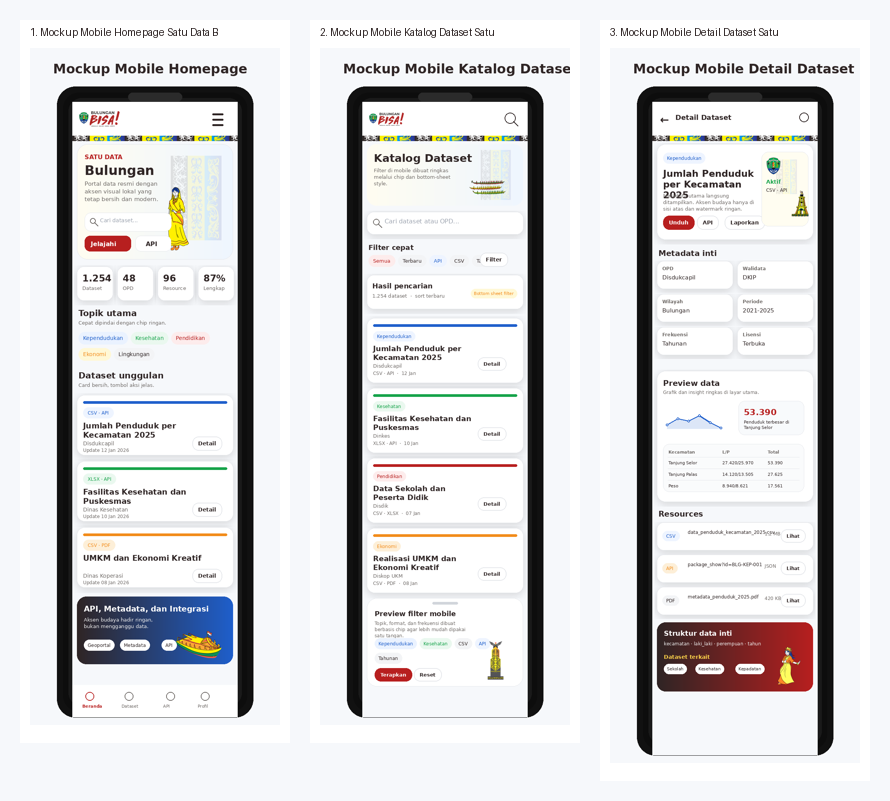 1. Mockup Mobile Homepage Satu Data B
Mockup Mobile Homepage
BULUNGAN
BISA!
SATU DATA
Bulungan
Portal data resmi dengan
aksen visual lokal yang
tetap bersih dan modern.
Cari dataset...
Jelajahi
API
1.254
Dataset
48
OPD
96
Resource
87%
Lengkap
Topik utama
Cepat dipindai dengan chip ringan.
Kependudukan
Kesehatan
Pendidikan
Ekonomi
Lingkungan
Dataset unggulan
Card bersih, tombol aksi jelas.
CSV · API
Jumlah Penduduk per
Kecamatan 2025
Disdukcapil
Update 12 Jan 2026
Detail
XLSX · API
Fasilitas Kesehatan dan
Puskesmas
Dinas Kesehatan
Update 10 Jan 2026
Detail
CSV · PDF
UMKM dan Ekonomi Kreatif
Dinas Koperasi
Update 08 Jan 2026
Detail
API, Metadata, dan Integrasi
Aksen budaya hadir ringan,
bukan mengganggu data.
Geoportal
Metadata
API
Beranda
Dataset
API
Profil
2. Mockup Mobile Katalog Dataset Satu
Mockup Mobile Katalog Datase
BULUNGAN
BISA!
Katalog Dataset
Filter di mobile dibuat ringkas
melalui chip dan bottom-sheet
style.
Cari dataset atau OPD...
Filter cepat
Semua
Terbaru
API
CSV
Filter
Hasil pencarian
1.254 dataset · sort terbaru
Bottom sheet filter
Kependudukan
Jumlah Penduduk per
Kecamatan 2025
Disdukcapil
CSV · API · 12 Jan
Detail
Kesehatan
Fasilitas Kesehatan dan
Puskesmas
Dinkes
XLSX · API · 10 Jan
Detail
Pendidikan
Data Sekolah dan
Peserta Didik
Disdik
CSV · XLSX · 07 Jan
Detail
Ekonomi
Realisasi UMKM dan
Ekonomi Kreatif
Diskop UKM
CSV · PDF · 08 Jan
Detail
Preview filter mobile
Topik, format, dan frekuensi dibuat
berbasis chip agar lebih mudah dipakai
satu tangan.
Kependudukan
Kesehatan
CSV
API
Tahunan
Terapkan
Reset
3. Mockup Mobile Detail Dataset Satu
Mockup Mobile Detail Dataset
← Detail Dataset
Kependudukan
Jumlah Penduduk
per Kecamatan
2025
utama langsung
ditampilkan. Aksen budaya hanya di
sisi atas dan watermark ringan.
Aktif
CSV · API
Unduh
API
Laporkan
Metadata inti
OPD
Disdukcapil
Walidata
DKIP
Wilayah
Bulungan
Periode
2021-2025
Frekuensi
Tahunan
Lisensi
Terbuka
Preview data
Grafik dan insight ringkas di layar utama.
53.390
Penduduk terbesar di
Tanjung Selor
Kecamatan L/P Total
Tanjung Selor 27.420/25.970 53.390
Tanjung Palas 14.120/13.505 27.625
Peso 8.940/8.621 17.561
Resources
CSV
data_penduduk_kecamatan_2025.csv
Lihat
API
package_show?id=BLG-KEP-001
JSON
Lihat
PDF
metadata_penduduk_2025.pdf
420 KB
Lihat
Struktur data inti
kecamatan · laki_laki · perempuan · tahun
Dataset terkait
Sekolah
Kesehatan
Kepadatan